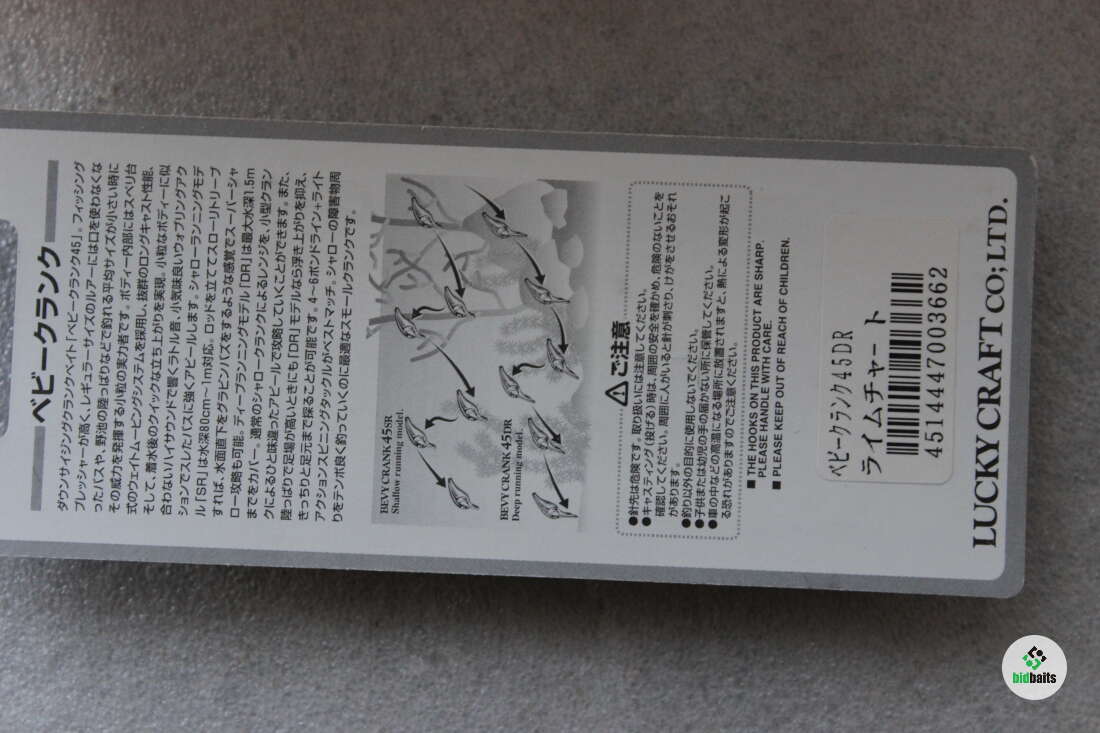 ベビークランク
ダウンサイジングクランクベイト「ベビークランク45」。フィッシング
プレッシャーが高く、レギュラーサイズのルアーには口を使わなくな
ったバスや、野池の陸っぱりなどで釣れる平均サイズが小さい時に
その威力を発揮する小粒の実力者です。ボディー内部にはスベリ台
式のウェイトムービングシステムを採用し、抜群のロングキャスト性能、
そして、着水後のクイックな立ち上がりを実現。小粒なボディーに似
合わないハイサウンドで響くラトル音、小気味良いウォブリングアク
ションでスレたバスに強くアピールします。シャローランニングモデ
ル「SR」は水深80cm〜1m対応。ロッドを立ててスローリトリーブ
すれば、水面直下をグラビンバズをするような感覚でスーパーシャ
ロー攻略も可能。ディープランニングモデル「DR」は最大水深1.5m
までをカバー。通常のシャロークランクによるレンジを、小型クラン
クによるひと味違ったアピールで攻略していくことができます。また、
陸っぱりで足場が高いときにも「DR」モデルなら浮き上がりを抑え、
きっちりと足元まで探ることが可能です。4〜6ポンドライン+ライト
アクションスピニングタックルがベストマッチ。シャローの障害物周
りをテンポ良く釣っていくのに最適なスモールクランクです。
BEVY CRANK 45SR
Shallow running model.
BEVY CRANK 45DR
Deep running model.
⚠ご注意
●針先は危険です。取り扱いには注意してください。
●キャスティング(投げる)時は、周囲の安全を確かめ、危険のないことを
確認してください。周囲に人がいると針が刺さり、けがをさせるおそれ
があります。
●釣り以外の目的に使用しないでください。
●子供または幼児の手の届かない所に保管してください。
●車の中などの高温になる場所に放置されますと、熱による変形が起こ
る恐れがありますのでご注意ください。
■ THE HOOKS ON THIS PRODUCT ARE SHARP.
PLEASE HANDLE WITH CARE.
■ PLEASE KEEP OUT OF REACH OF CHILDREN.
ベビークランク45DR
ライムチャート
4514447003662
LUCKY CRAFT CO;LTD.
bidbaits